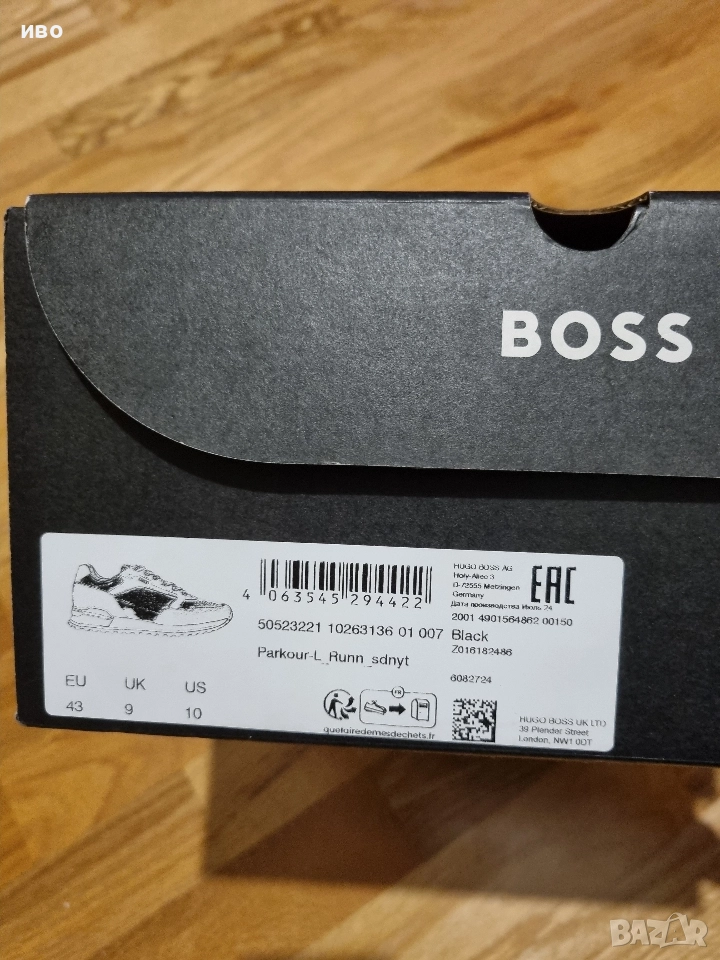 иво
BOSS
4 063545 294422
HUGO BOSS AG
Holy-Allee 3
D-72555 Metzingen
Germany
Дата производства Июль 24
EAC
2001 4901564862 00150
50523221 10263136 01 007 Black
Z016182486
Parkour-L_Runn_sdnyt
6082724
EU UK US
43 9 10
FR
quefairedemesdechets.fr
HUGO BOSS UK LTD
39 Plender Street
London, NW1 0DT
BAZAR